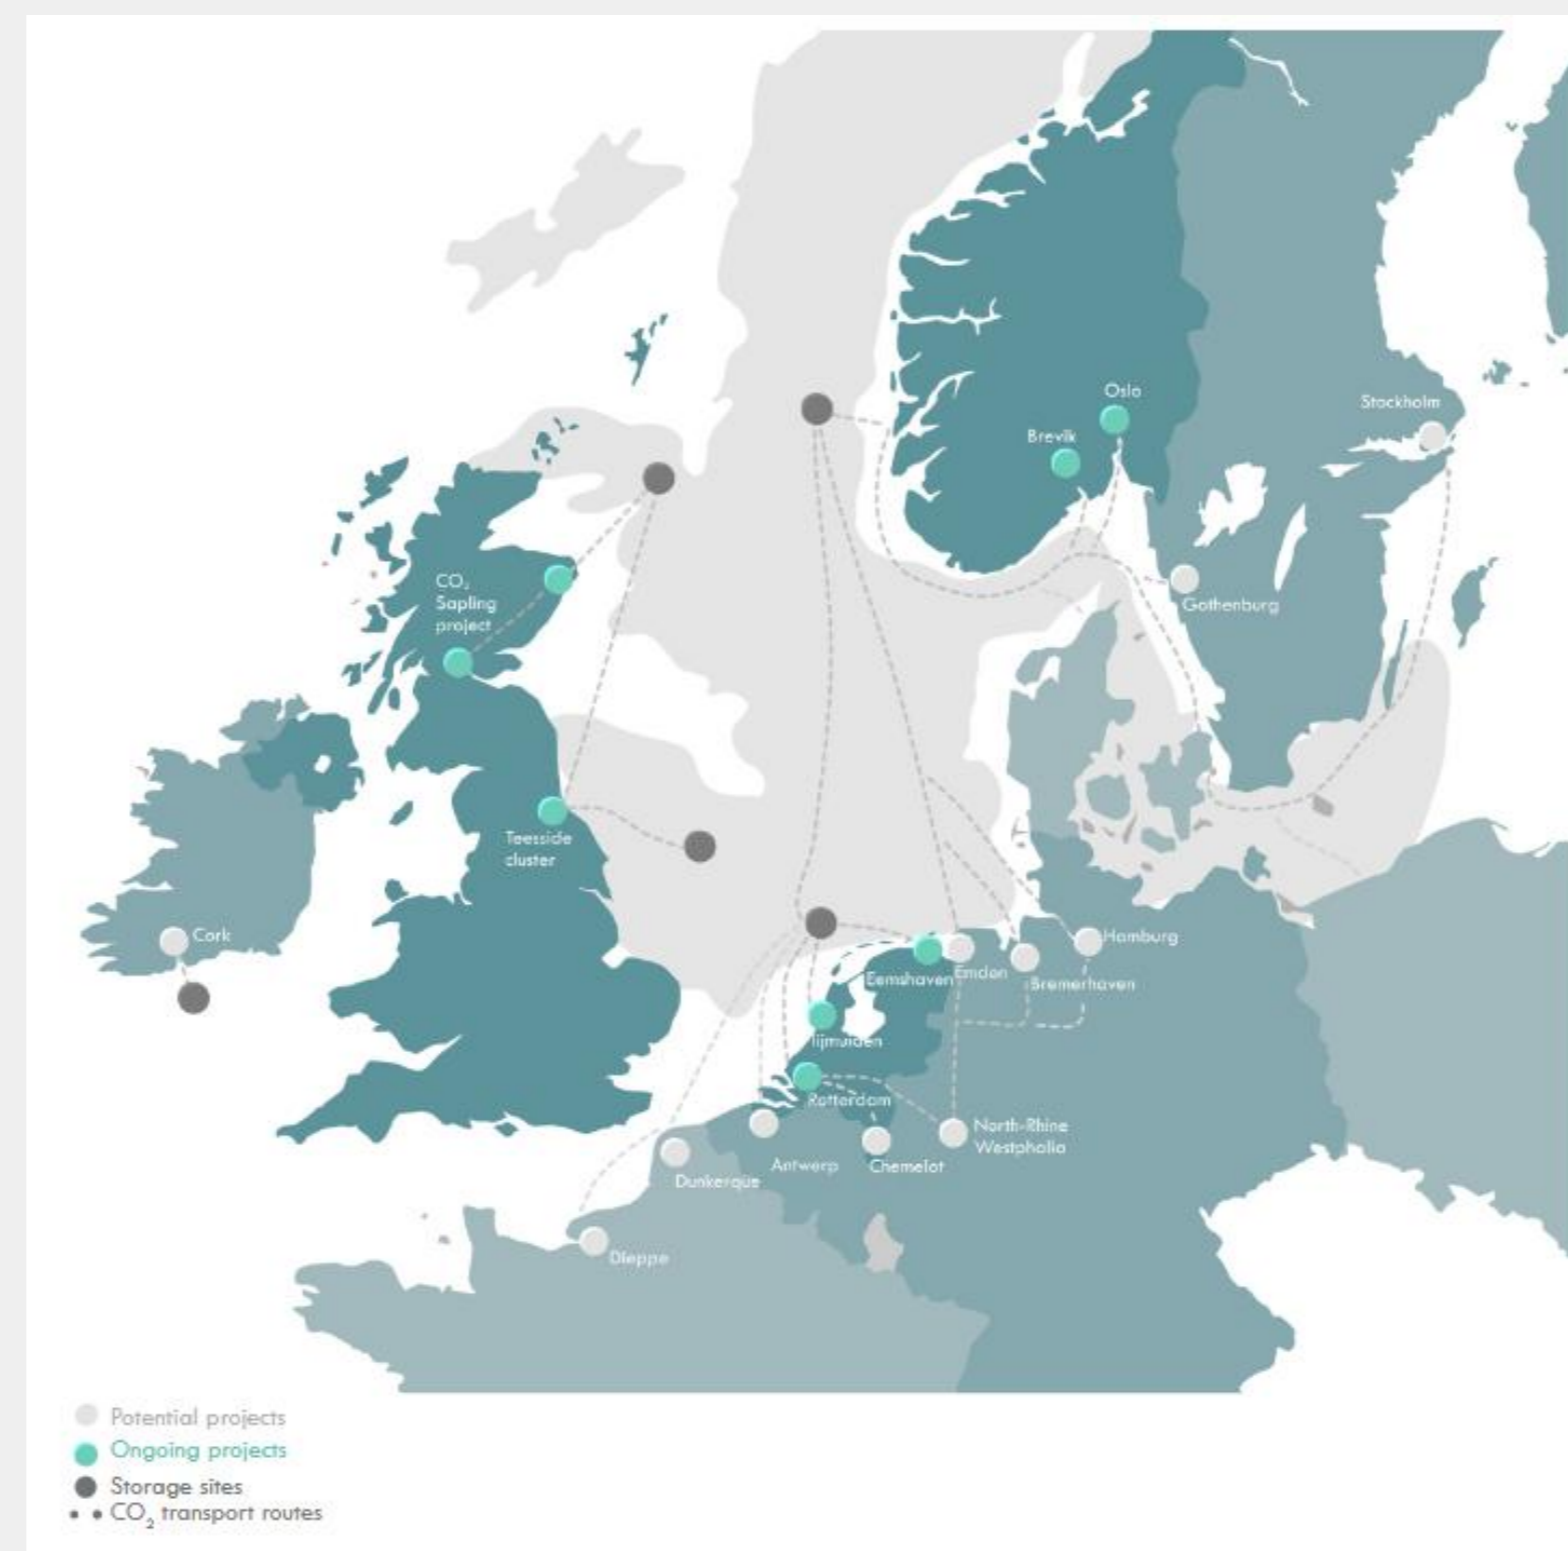 Oslo
Stockholm
Brevik
CO₂
Sapling
project
Gothenburg
Teesside
cluster
Cork
Hamburg
Eemshaven
Emden
Bremerhaven
Iijmuiden
Rotterdam
North-Rhine
Westphalia
Antwerp
Chemelot
Dunkerque
Dieppe
Potential projects
Ongoing projects
Storage sites
CO₂ transport routes